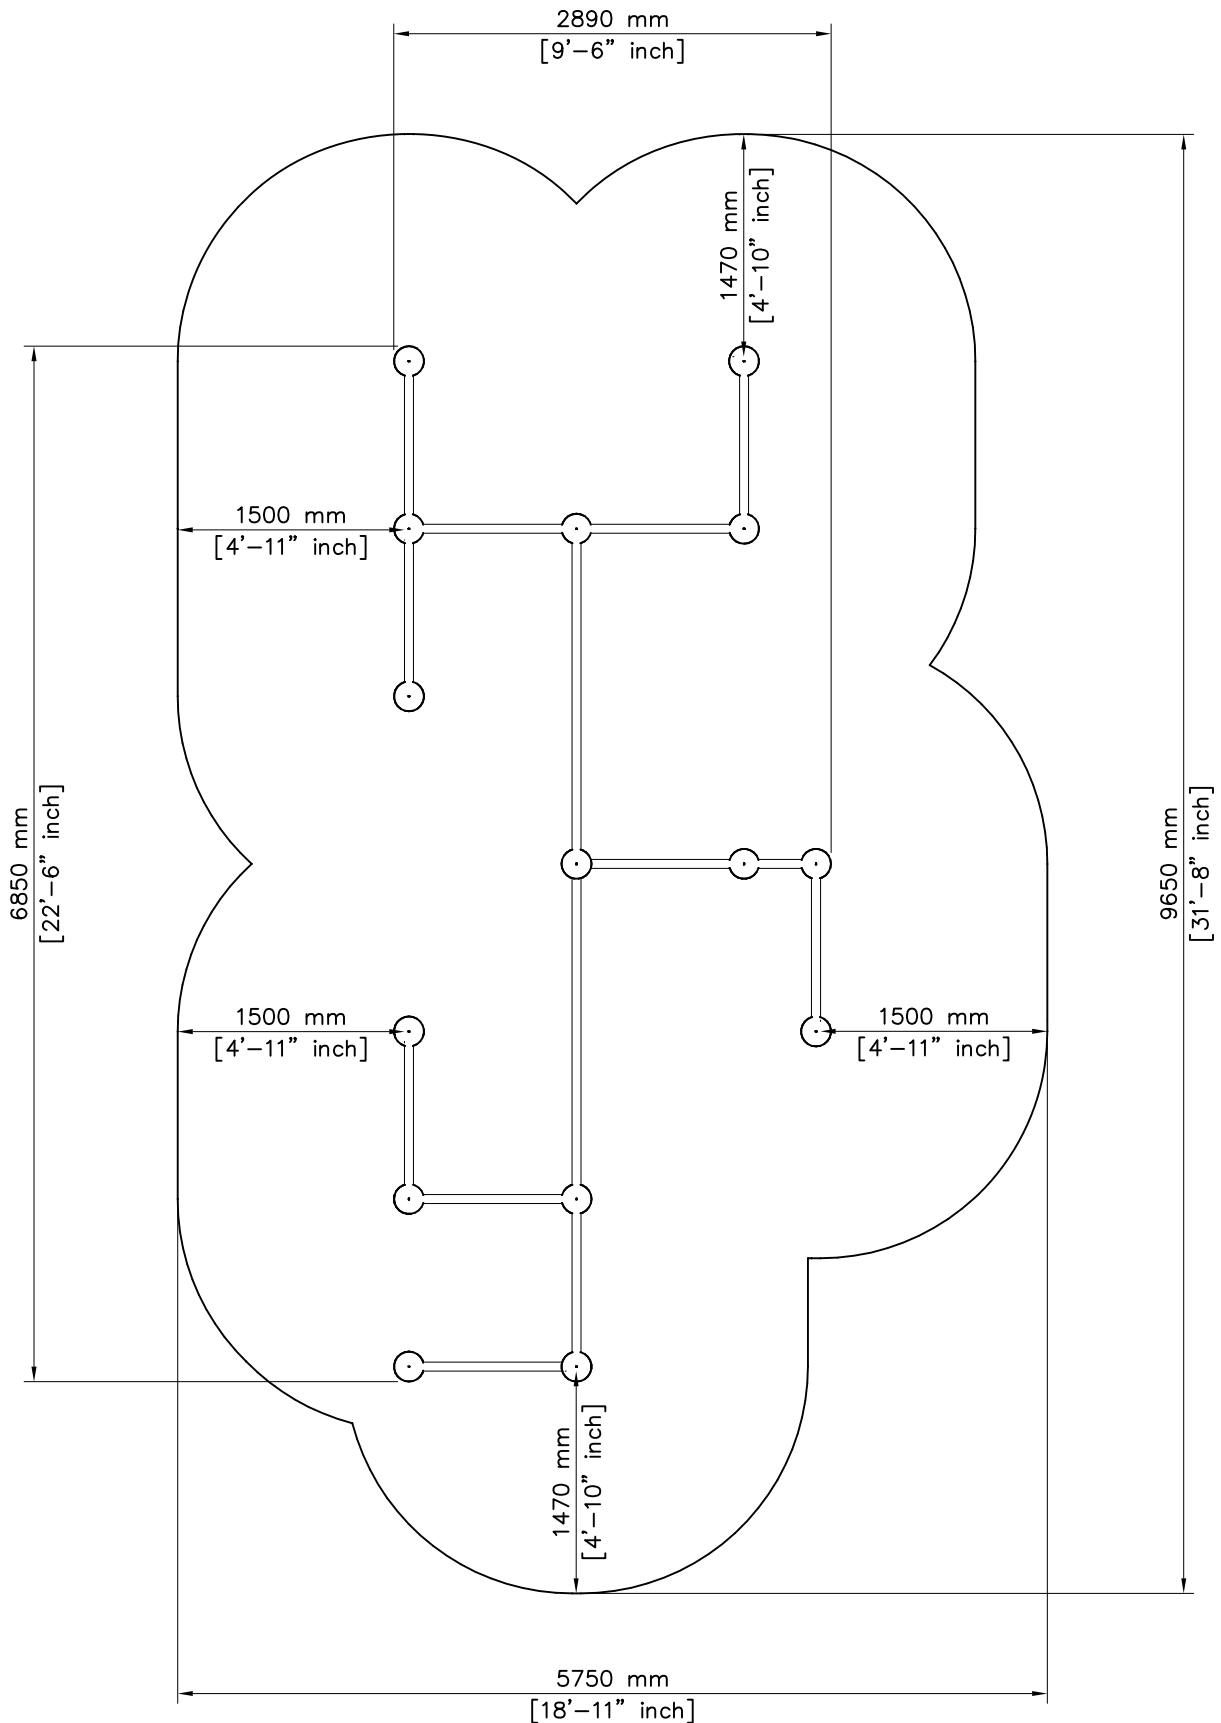 2890 mm
[9'-6" inch]
1470 mm
[4'-10" inch]
1500 mm
[4'-11" inch]
6850 mm
[22'-6" inch]
9650 mm
[31'-8" inch]
1500 mm
[4'-11" inch]
1500 mm
[4'-11" inch]
1470 mm
[4'-10" inch]
5750 mm
[18'-11" inch]